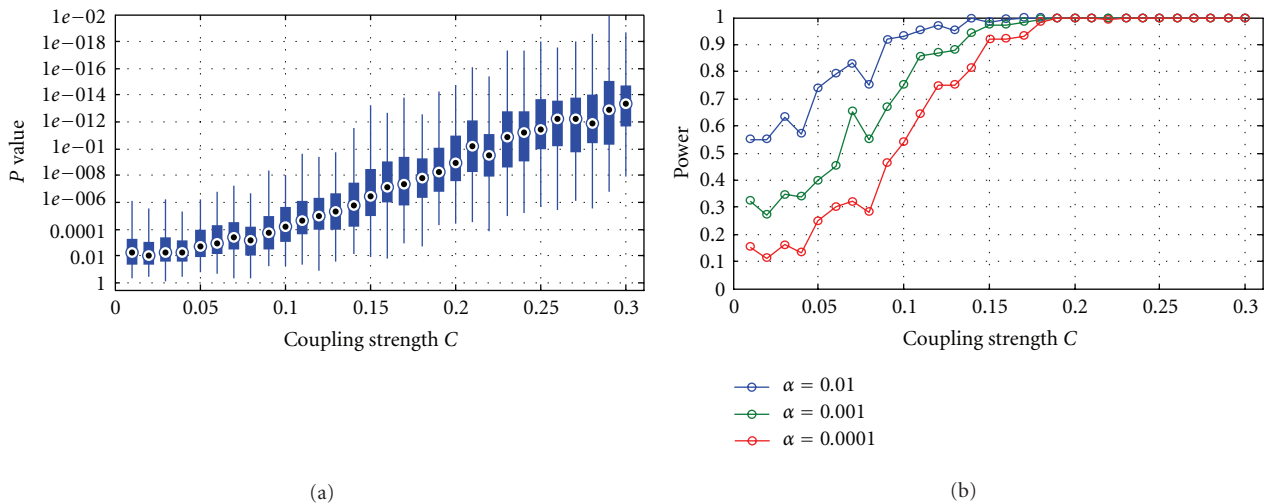 1e−02
1e−018
1e−016
1e−014
1e−012
1e−01
1e−008
1e−006
0.0001
0.01
1
P value
0 0.05 0.1 0.15 0.2 0.25 0.3
Coupling strength C
(a)
1
0.9
0.8
0.7
0.6
0.5
0.4
0.3
0.2
0.1
0
Power
0 0.05 0.1 0.15 0.2 0.25 0.3
Coupling strength C
α = 0.01
α = 0.001
α = 0.0001
(b)